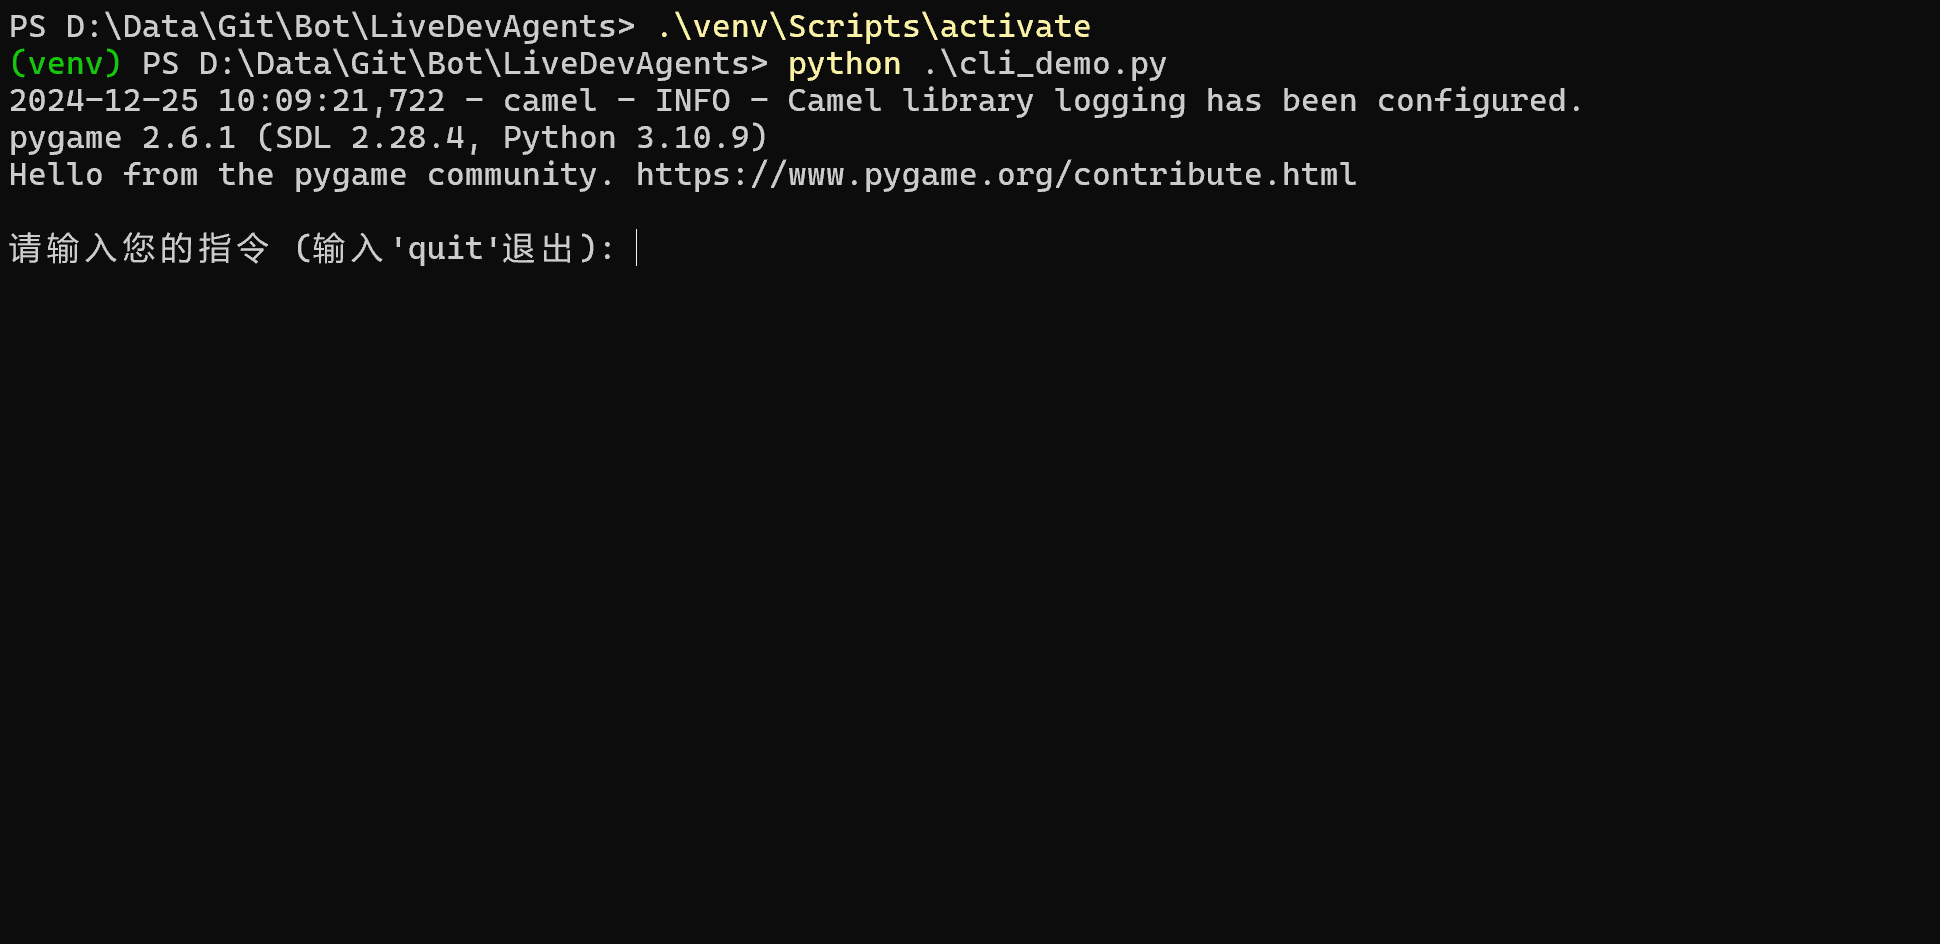 PS D:\Data\Git\Bot\LiveDevAgents> .\venv\Scripts\activate
(venv) PS D:\Data\Git\Bot\LiveDevAgents> python .\cli_demo.py
2024-12-25 10:09:21,722 - camel - INFO - Camel library logging has been configured.
pygame 2.6.1 (SDL 2.28.4, Python 3.10.9)
Hello from the pygame community. https://www.pygame.org/contribute.html
请输入您的指令 (输入'quit'退出):